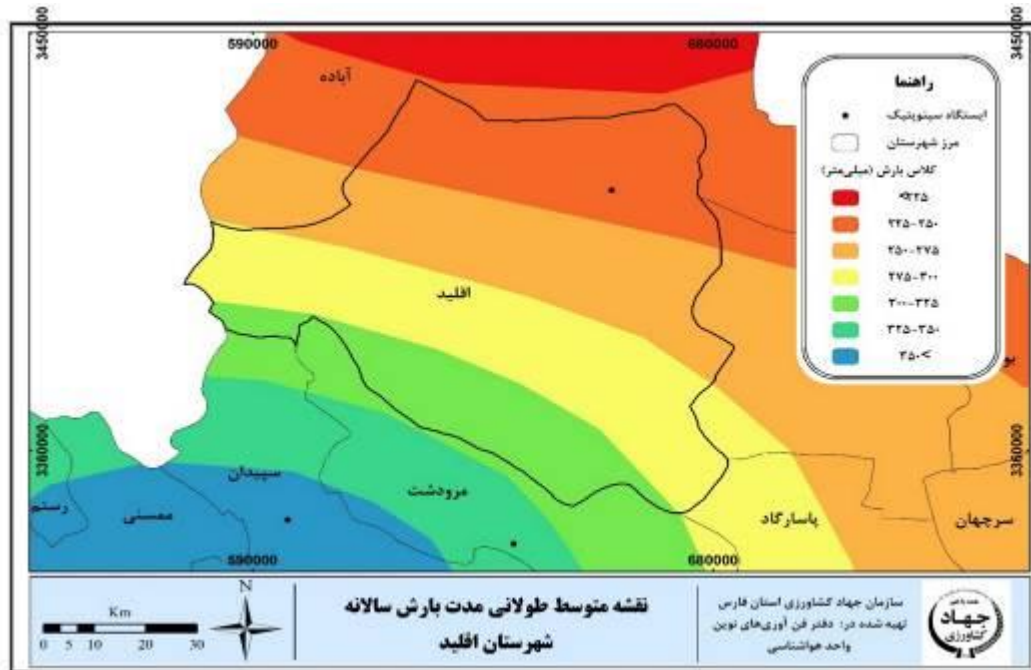 3450000
590000
680000
3450000
آباده
راهنما
ایستگاه سینوپتیک
مرز شهرستان
کلاس بارش (میلی‌متر)
۲۲۵>
۲۲۵-۲۵۰
۲۵۰-۲۷۵
۲۷۵-۳۰۰
۳۰۰-۳۲۵
۳۲۵-۳۵۰
۳۵۰<
اقلید
بو
3360000
3360000
سپیدان
مرودشت
رستم
ممسنی
پاسارگاد
سرچهان
590000
680000
Km
0 5 10 20 30
N
نقشه متوسط طولانی مدت بارش سالانه
شهرستان اقلید
سازمان جهاد کشاورزی استان فارس
تهیه شده در: دفتر فن آوری‌های نوین
واحد هواشناسی
جهاد
کشاورزی